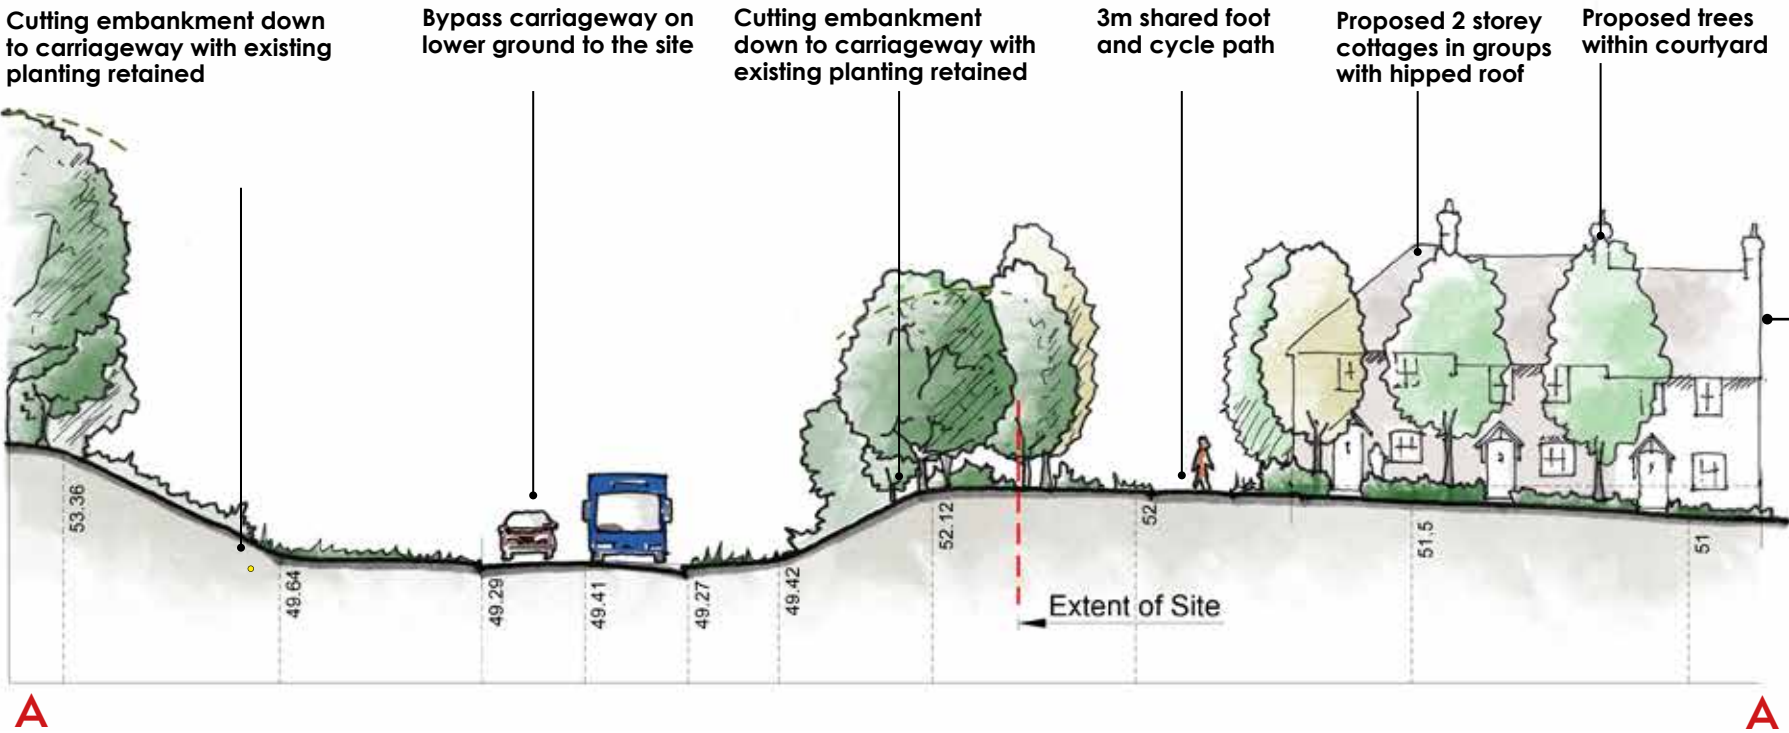 Cutting embankment down
to carriageway with existing
planting retained
Bypass carriageway on
lower ground to the site
Cutting embankment
down to carriageway with
existing planting retained
3m shared foot
and cycle path
Proposed 2 storey
cottages in groups
with hipped roof
Proposed trees
within courtyard
53.36
49.64
49.29
49.41
49.27
49.42
52.12
52
51.5
51
Extent of Site
A
A